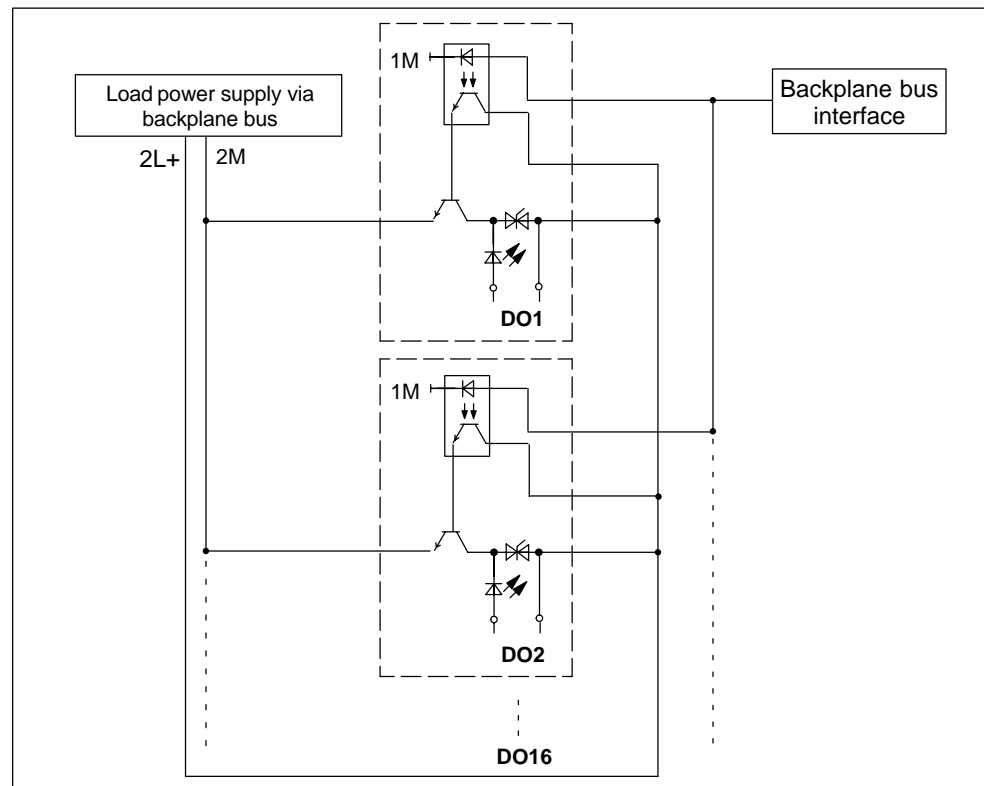 1M
Load power supply via
backplane bus
Backplane bus
interface
2L+
2M
DO1
1M
DO2
DO16